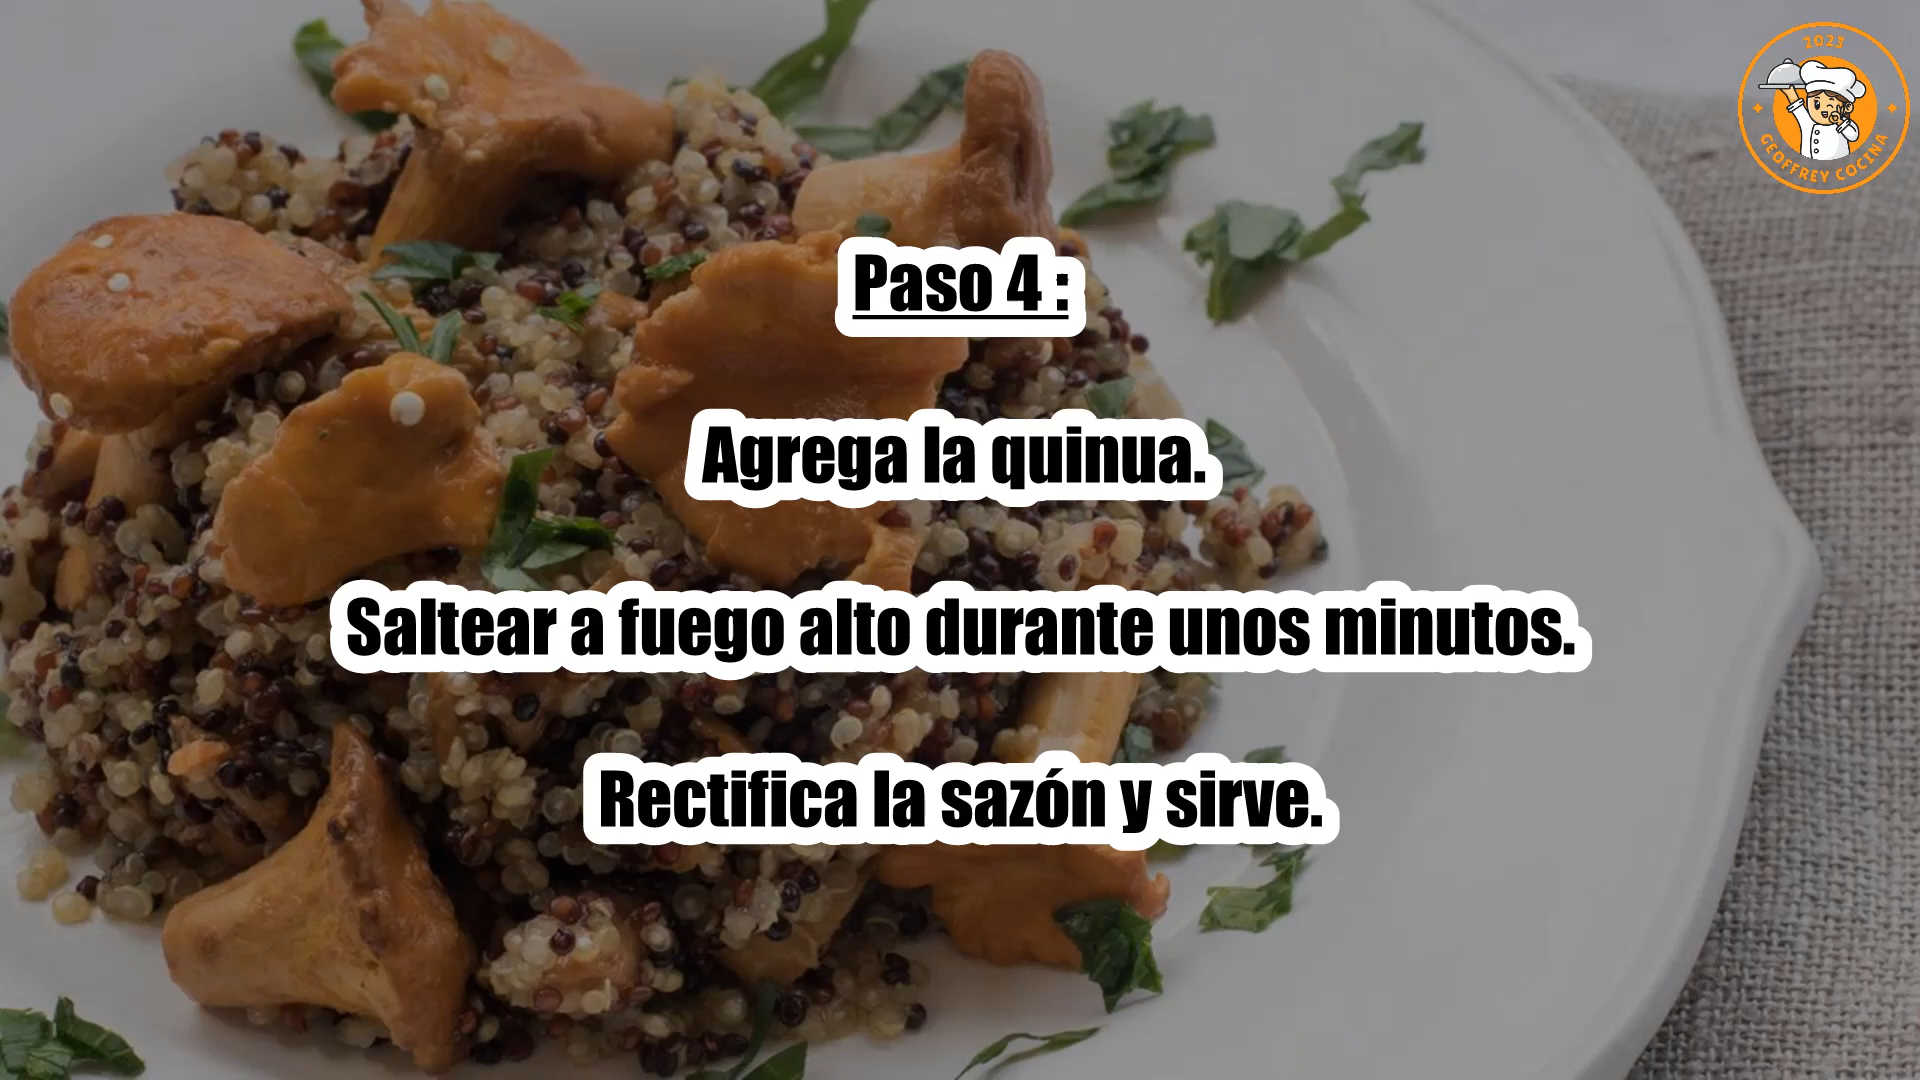 2023
GEOFFREY COCINA
Paso 4 :
Agrega la quinua.
Saltear a fuego alto durante unos minutos.
Rectifica la sazón y sirve.